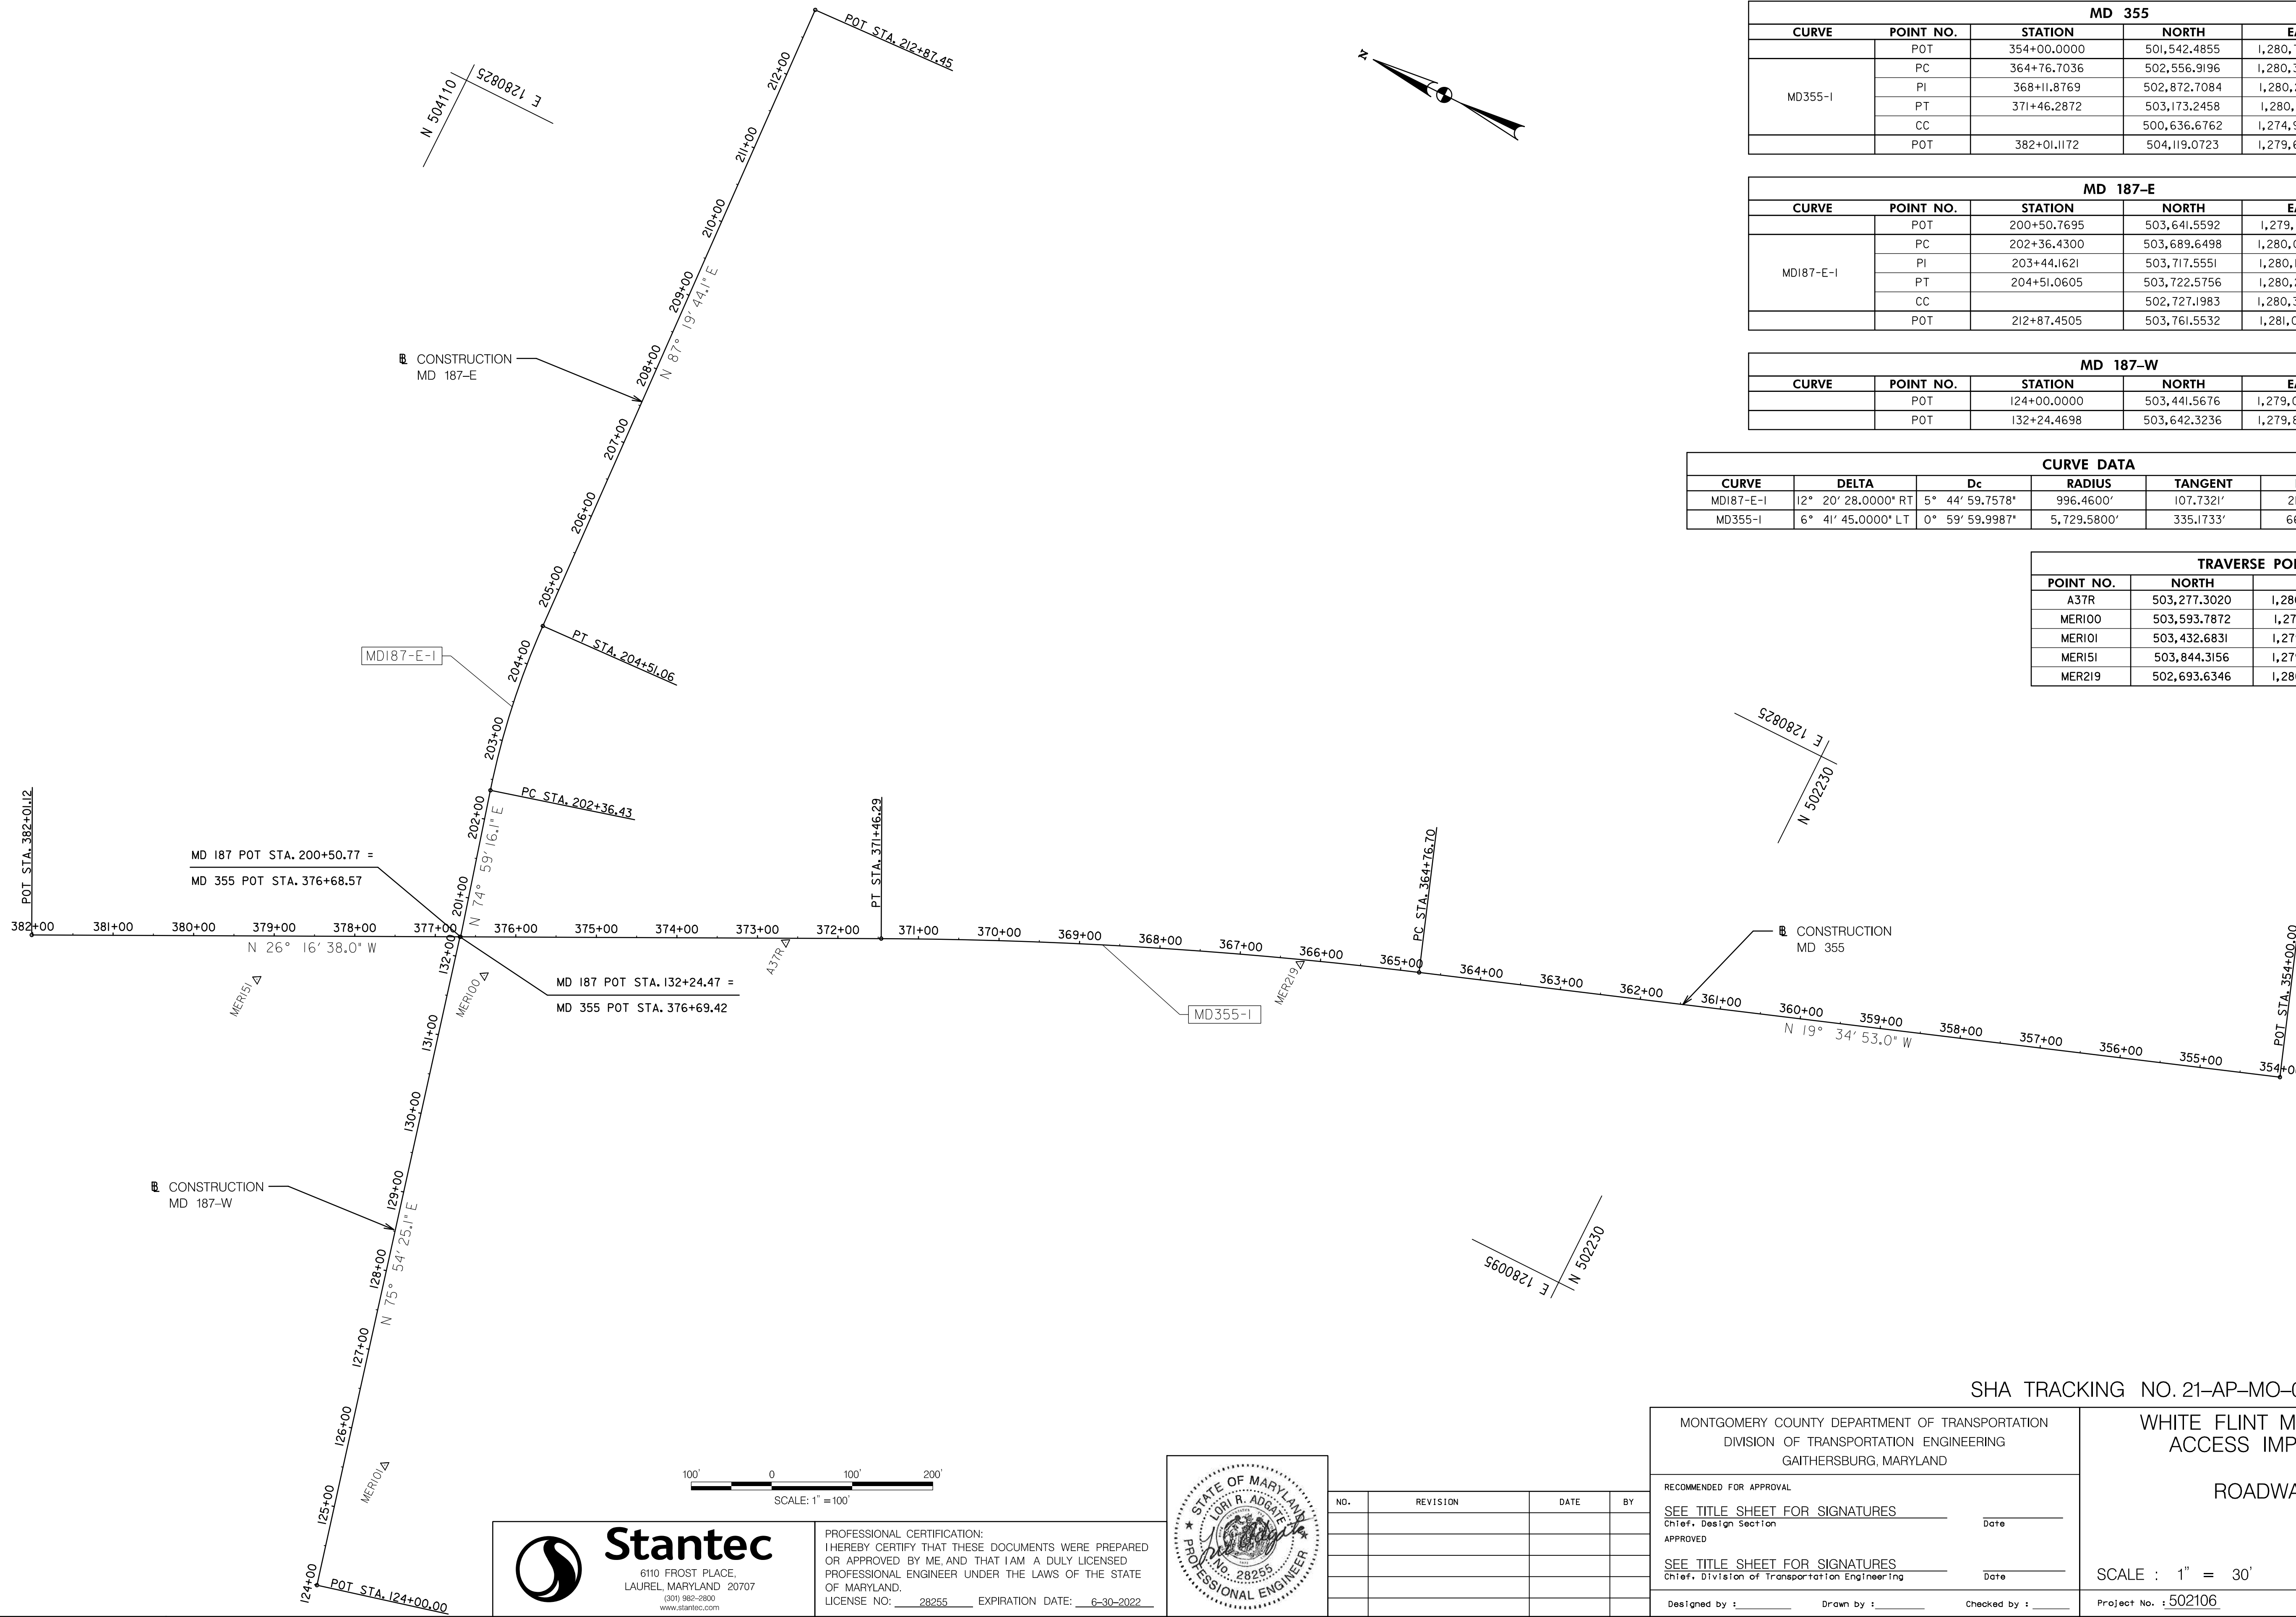 MD 355
CURVE POINT NO. STATION NORTH
POT 354+00.0000 501,542.4855
MD355-1 PC 364+76.7036 502,556.9196
PI 368+11.8769 502,872.7084
PT 371+46.2872 503,173.2458
CC 500,636.6762
POT 382+01.1172 504,119.0723
MD 187-E
CURVE POINT NO. STATION NORTH
POT 200+50.7695 503,641.5592
MD187-E-1 PC 202+36.4300 503,689.6498
PI 203+44.1621 503,717.5551
PT 204+51.0605 503,722.5756
CC 502,727.1983
POT 212+87.4505 503,761.5532
MD 187-W
CURVE POINT NO. STATION NORTH
POT 124+00.0000 503,441.5676
POT 132+24.4698 503,642.3236
CURVE DATA
CURVE DELTA Dc RADIUS TANGENT
MD187-E-1 12° 20' 28.0000" RT 5° 44' 59.7578" 996.4600' 107.7321'
MD355-1 6° 41' 45.0000" LT 0° 59' 59.9987" 5,729.5800' 335.1733'
TRAVERSE
POINT NO. NORTH
A37R 503,277.3020
MER100 503,593.7872
MER101 503,432.6831
MER151 503,844.3156
MER219 502,693.6346
POT STA. 212+87.45
N
E 1280825
N 504110
212+00
211+00
210+00
209+00
N 87° 19' 44.1" E
208+00
℄ CONSTRUCTION
MD 187-E
207+00
206+00
205+00
PT STA. 204+51.06
MD187-E-1
204+00
203+00
PC STA. 202+36.43
202+00
N 74° 59' 16.1" E
201+00
E 1280825
N 502230
POT STA. 382+01.12
MD 187 POT STA. 200+50.77 =
MD 355 POT STA. 376+68.57
PT STA. 371+46.29
PC STA. 364+76.70
382+00 381+00 380+00 379+00 378+00 377+00 376+00 375+00 374+00 373+00 372+00 371+00 370+00 369+00 368+00 367+00 366+00 365+00 364+00 363+00 362+00 361+00 360+00 359+00 358+00 357+00 356+00 355+00
N 26° 16' 38.0" W
132+00
MER151
MER100
A37R
MER219
MD 187 POT STA. 132+24.47 =
MD 355 POT STA. 376+69.42
MD355-1
℄ CONSTRUCTION
MD 355
N 19° 34' 53.0" W
POT STA. 354+00.00
131+00
130+00
129+00
℄ CONSTRUCTION
MD 187-W
128+00
N 75° 54' 25.1" E
127+00
126+00
MER101
125+00
124+00
POT STA. 124+00.00
E 1280095
N 502230
100' 0 100' 200'
SCALE: 1" = 100'
Stantec
6110 FROST PLACE,
LAUREL, MARYLAND 20707
(301) 982-2800
www.stantec.com
PROFESSIONAL CERTIFICATION:
I HEREBY CERTIFY THAT THESE DOCUMENTS WERE PREPARED
OR APPROVED BY ME, AND THAT I AM A DULY LICENSED
PROFESSIONAL ENGINEER UNDER THE LAWS OF THE STATE
OF MARYLAND.
LICENSE NO: 28255 EXPIRATION DATE: 6-30-2022
STATE OF MARYLAND
LORI R. ADGATE
No. 28255
PROFESSIONAL ENGINEER
NO. REVISION DATE BY
SHA TRACKING NO. 21-AP-MO-
MONTGOMERY COUNTY DEPARTMENT OF TRANSPORTATION
DIVISION OF TRANSPORTATION ENGINEERING
GAITHERSBURG, MARYLAND
RECOMMENDED FOR APPROVAL
SEE TITLE SHEET FOR SIGNATURES
Chief, Design Section Date
APPROVED
SEE TITLE SHEET FOR SIGNATURES
Chief, Division of Transportation Engineering Date
Designed by : Drawn by : Checked by :
WHITE FLINT M
ACCESS IMP
ROADWA
SCALE : 1" = 30'
Project No. : 502106